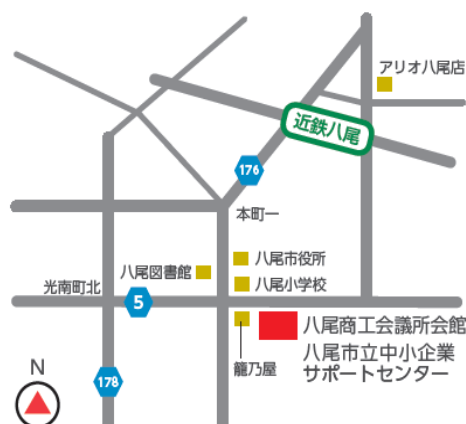 アリオ八尾店
近鉄八尾
176
本町一
八尾市役所
八尾図書館
八尾小学校
光南町北
5
八尾商工会議所会館
八尾市立中小企業
サポートセンター
籠乃屋
178
N